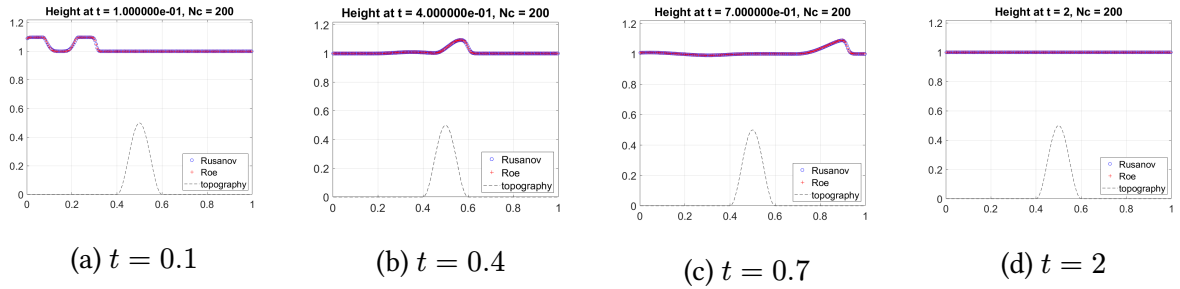 Height at t = 1.000000e-01, Nc = 200
1.2
1
0.8
0.6
0.4
0.2
0
0 0.2 0.4 0.6 0.8 1
Rusanov
Roe
topography
(a) t = 0.1
Height at t = 4.000000e-01, Nc = 200
1.2
1
0.8
0.6
0.4
0.2
0
0 0.2 0.4 0.6 0.8 1
Rusanov
Roe
topography
(b) t = 0.4
Height at t = 7.000000e-01, Nc = 200
1.2
1
0.8
0.6
0.4
0.2
0
0 0.2 0.4 0.6 0.8 1
Rusanov
Roe
topography
(c) t = 0.7
Height at t = 2, Nc = 200
1.2
1
0.8
0.6
0.4
0.2
0
0 0.2 0.4 0.6 0.8 1
Rusanov
Roe
topography
(d) t = 2